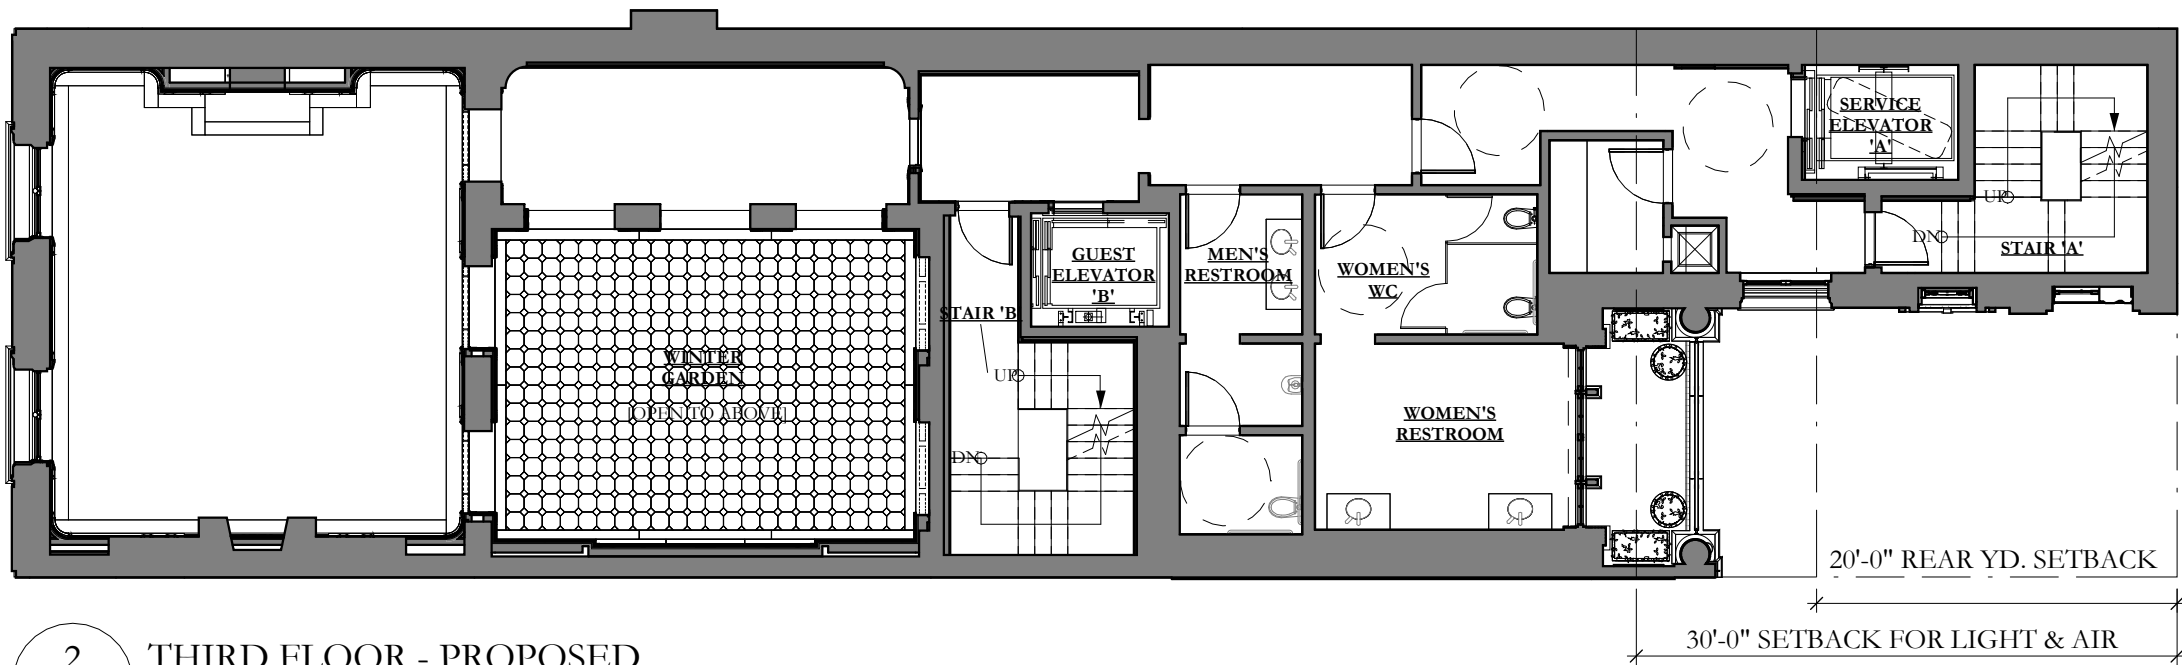 SERVICE
ELEVATOR
'A'
UP
DN
STAIR 'A'
GUEST
ELEVATOR
'B'
MEN'S
RESTROOM
WOMEN'S
WC
STAIR 'B'
WINTER
GARDEN
[OPEN TO ABOVE]
UP
DN
WOMEN'S
RESTROOM
20'-0" REAR YD. SETBACK
30'-0" SETBACK FOR LIGHT & AIR
2
THIRD FLOOR - PROPOSED